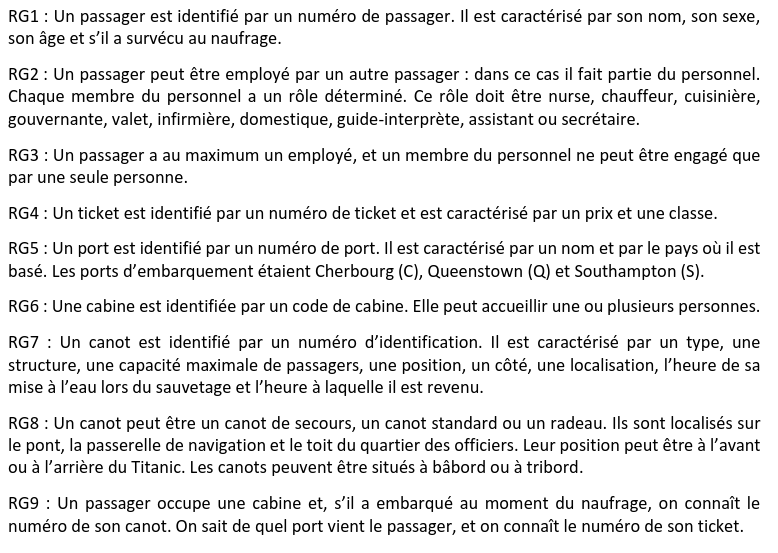 RG1 : Un passager est identifié par un numéro de passager. Il est caractérisé par son nom, son sexe,
son âge et s’il a survécu au naufrage.
RG2 : Un passager peut être employé par un autre passager : dans ce cas il fait partie du personnel.
Chaque membre du personnel a un rôle déterminé. Ce rôle doit être nurse, chauffeur, cuisinière,
gouvernante, valet, infirmière, domestique, guide-interprète, assistant ou secrétaire.
RG3 : Un passager a au maximum un employé, et un membre du personnel ne peut être engagé que
par une seule personne.
RG4 : Un ticket est identifié par un numéro de ticket et est caractérisé par un prix et une classe.
RG5 : Un port est identifié par un numéro de port. Il est caractérisé par un nom et par le pays où il est
basé. Les ports d’embarquement étaient Cherbourg (C), Queenstown (Q) et Southampton (S).
RG6 : Une cabine est identifiée par un code de cabine. Elle peut accueillir une ou plusieurs personnes.
RG7 : Un canot est identifié par un numéro d’identification. Il est caractérisé par un type, une
structure, une capacité maximale de passagers, une position, un côté, une localisation, l’heure de sa
mise à l’eau lors du sauvetage et l’heure à laquelle il est revenu.
RG8 : Un canot peut être un canot de secours, un canot standard ou un radeau. Ils sont localisés sur
le pont, la passerelle de navigation et le toit du quartier des officiers. Leur position peut être à l’avant
ou à l’arrière du Titanic. Les canots peuvent être situés à bâbord ou à tribord.
RG9 : Un passager occupe une cabine et, s’il a embarqué au moment du naufrage, on connaît le
numéro de son canot. On sait de quel port vient le passager, et on connaît le numéro de son ticket.